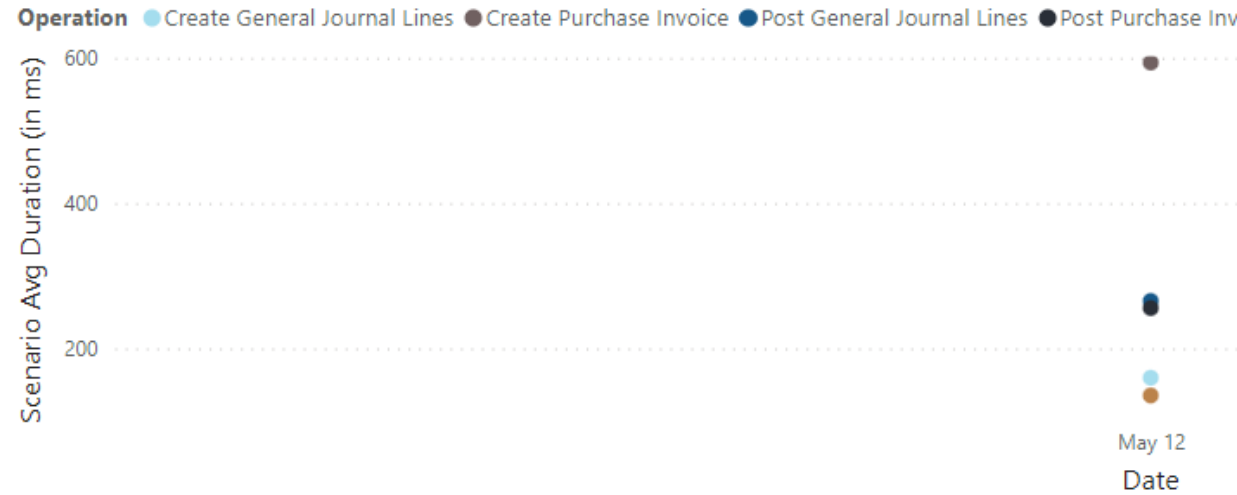 Operation Create General Journal Lines Create Purchase Invoice Post General Journal Lines Post Purchase Inv
Scenario Avg Duration (in ms)
600
400
200
May 12
Date